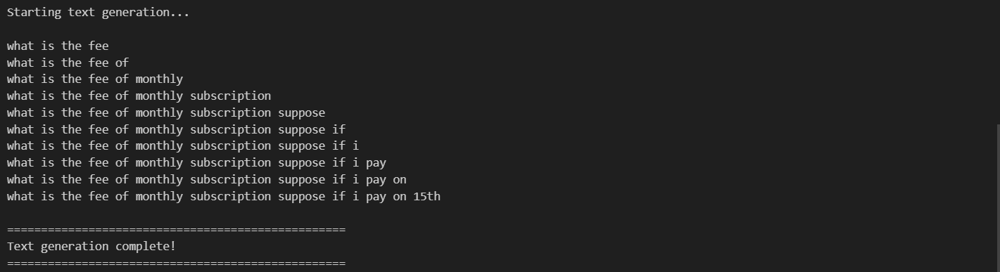 Starting text generation...
what is the fee
what is the fee of
what is the fee of monthly
what is the fee of monthly subscription
what is the fee of monthly subscription suppose
what is the fee of monthly subscription suppose if
what is the fee of monthly subscription suppose if i
what is the fee of monthly subscription suppose if i pay
what is the fee of monthly subscription suppose if i pay on
what is the fee of monthly subscription suppose if i pay on 15th
==================================================
Text generation complete!
==================================================